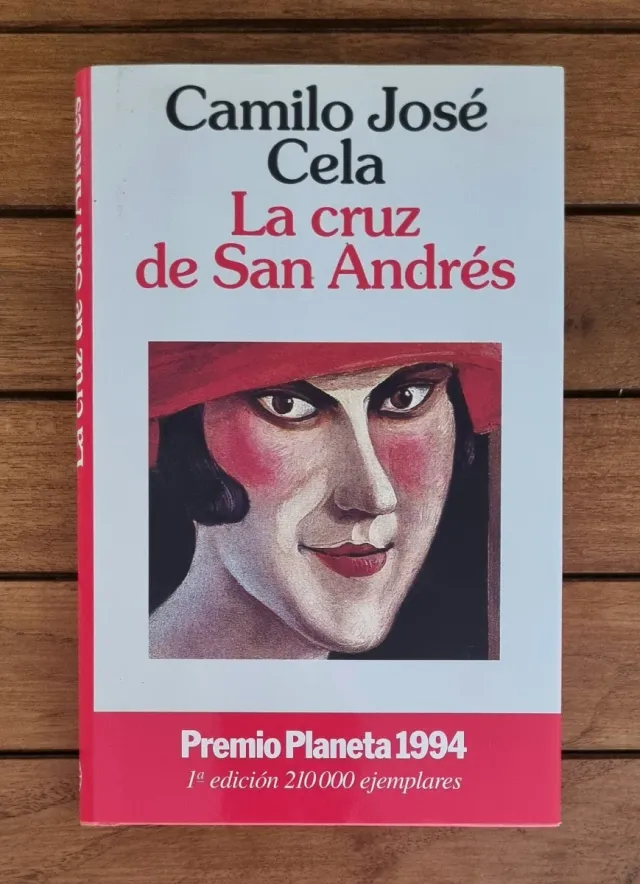 Camilo José
Cela
La cruz
de San Andrés
Premio Planeta 1994
1ª edición 210 000 ejemplares
La cruz de San Andrés